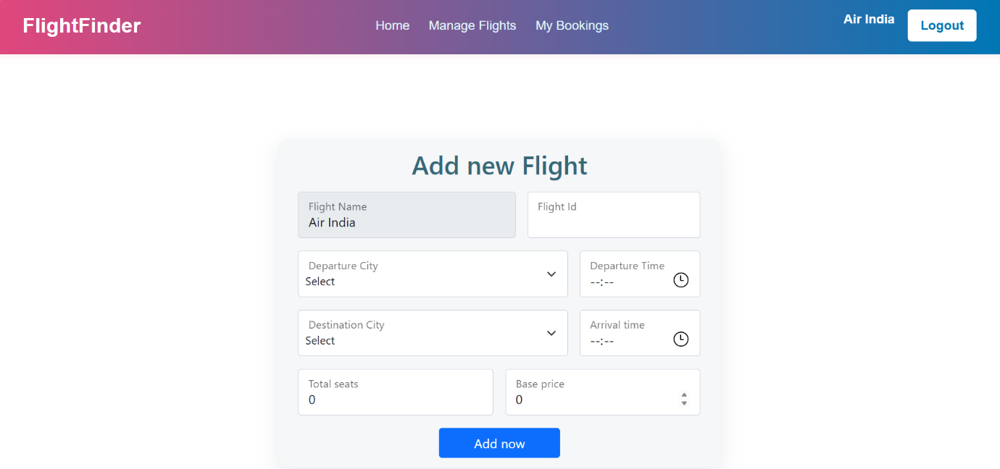 FlightFinder
Home Manage Flights My Bookings
Air India
Logout
Add new Flight
Flight Name
Air India
Flight Id
Departure City
Select
Departure Time
--:--
Destination City
Select
Arrival time
--:--
Total seats
0
Base price
0
Add now